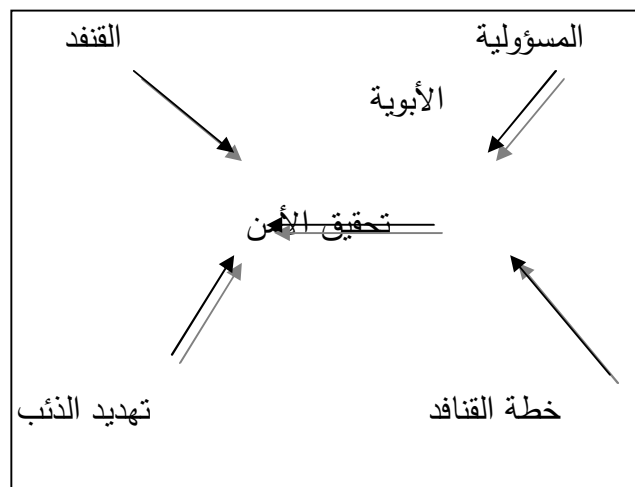 المسؤولية القنفد
الأبوية
تحقيق الأمن
خطة القنافد تهديد الذئب